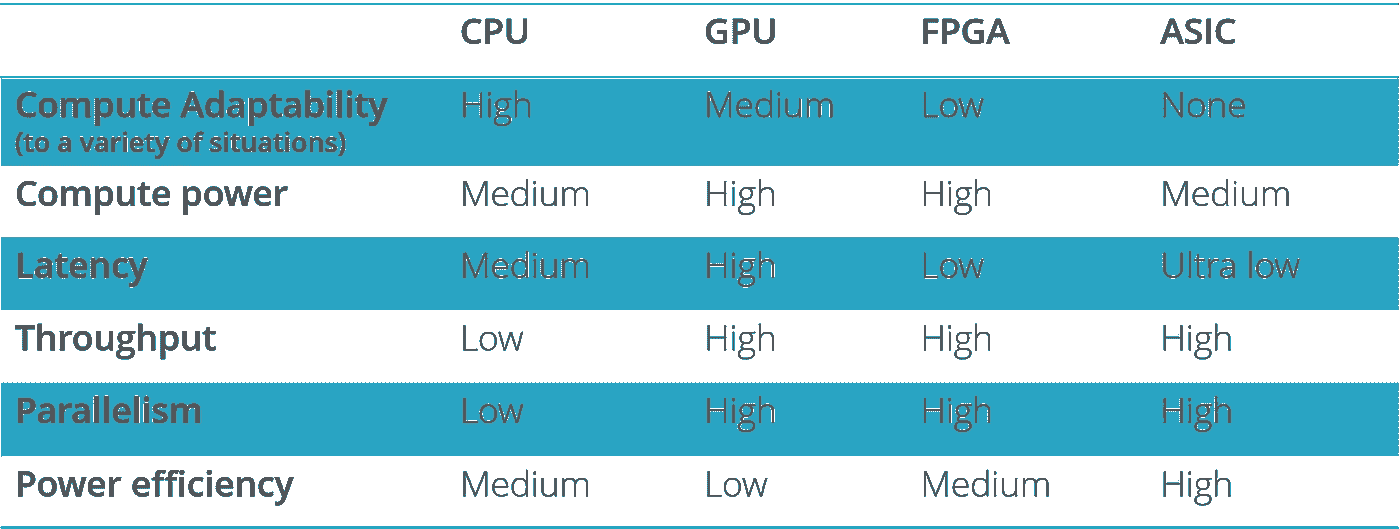 CPU GPU FPGA ASIC
Compute Adaptability High Medium Low None
(to a variety of situations)
Compute power Medium High High Medium
Latency Medium High Low Ultra low
Throughput Low High High High
Parallelism Low High High High
Power efficiency Medium Low Medium High